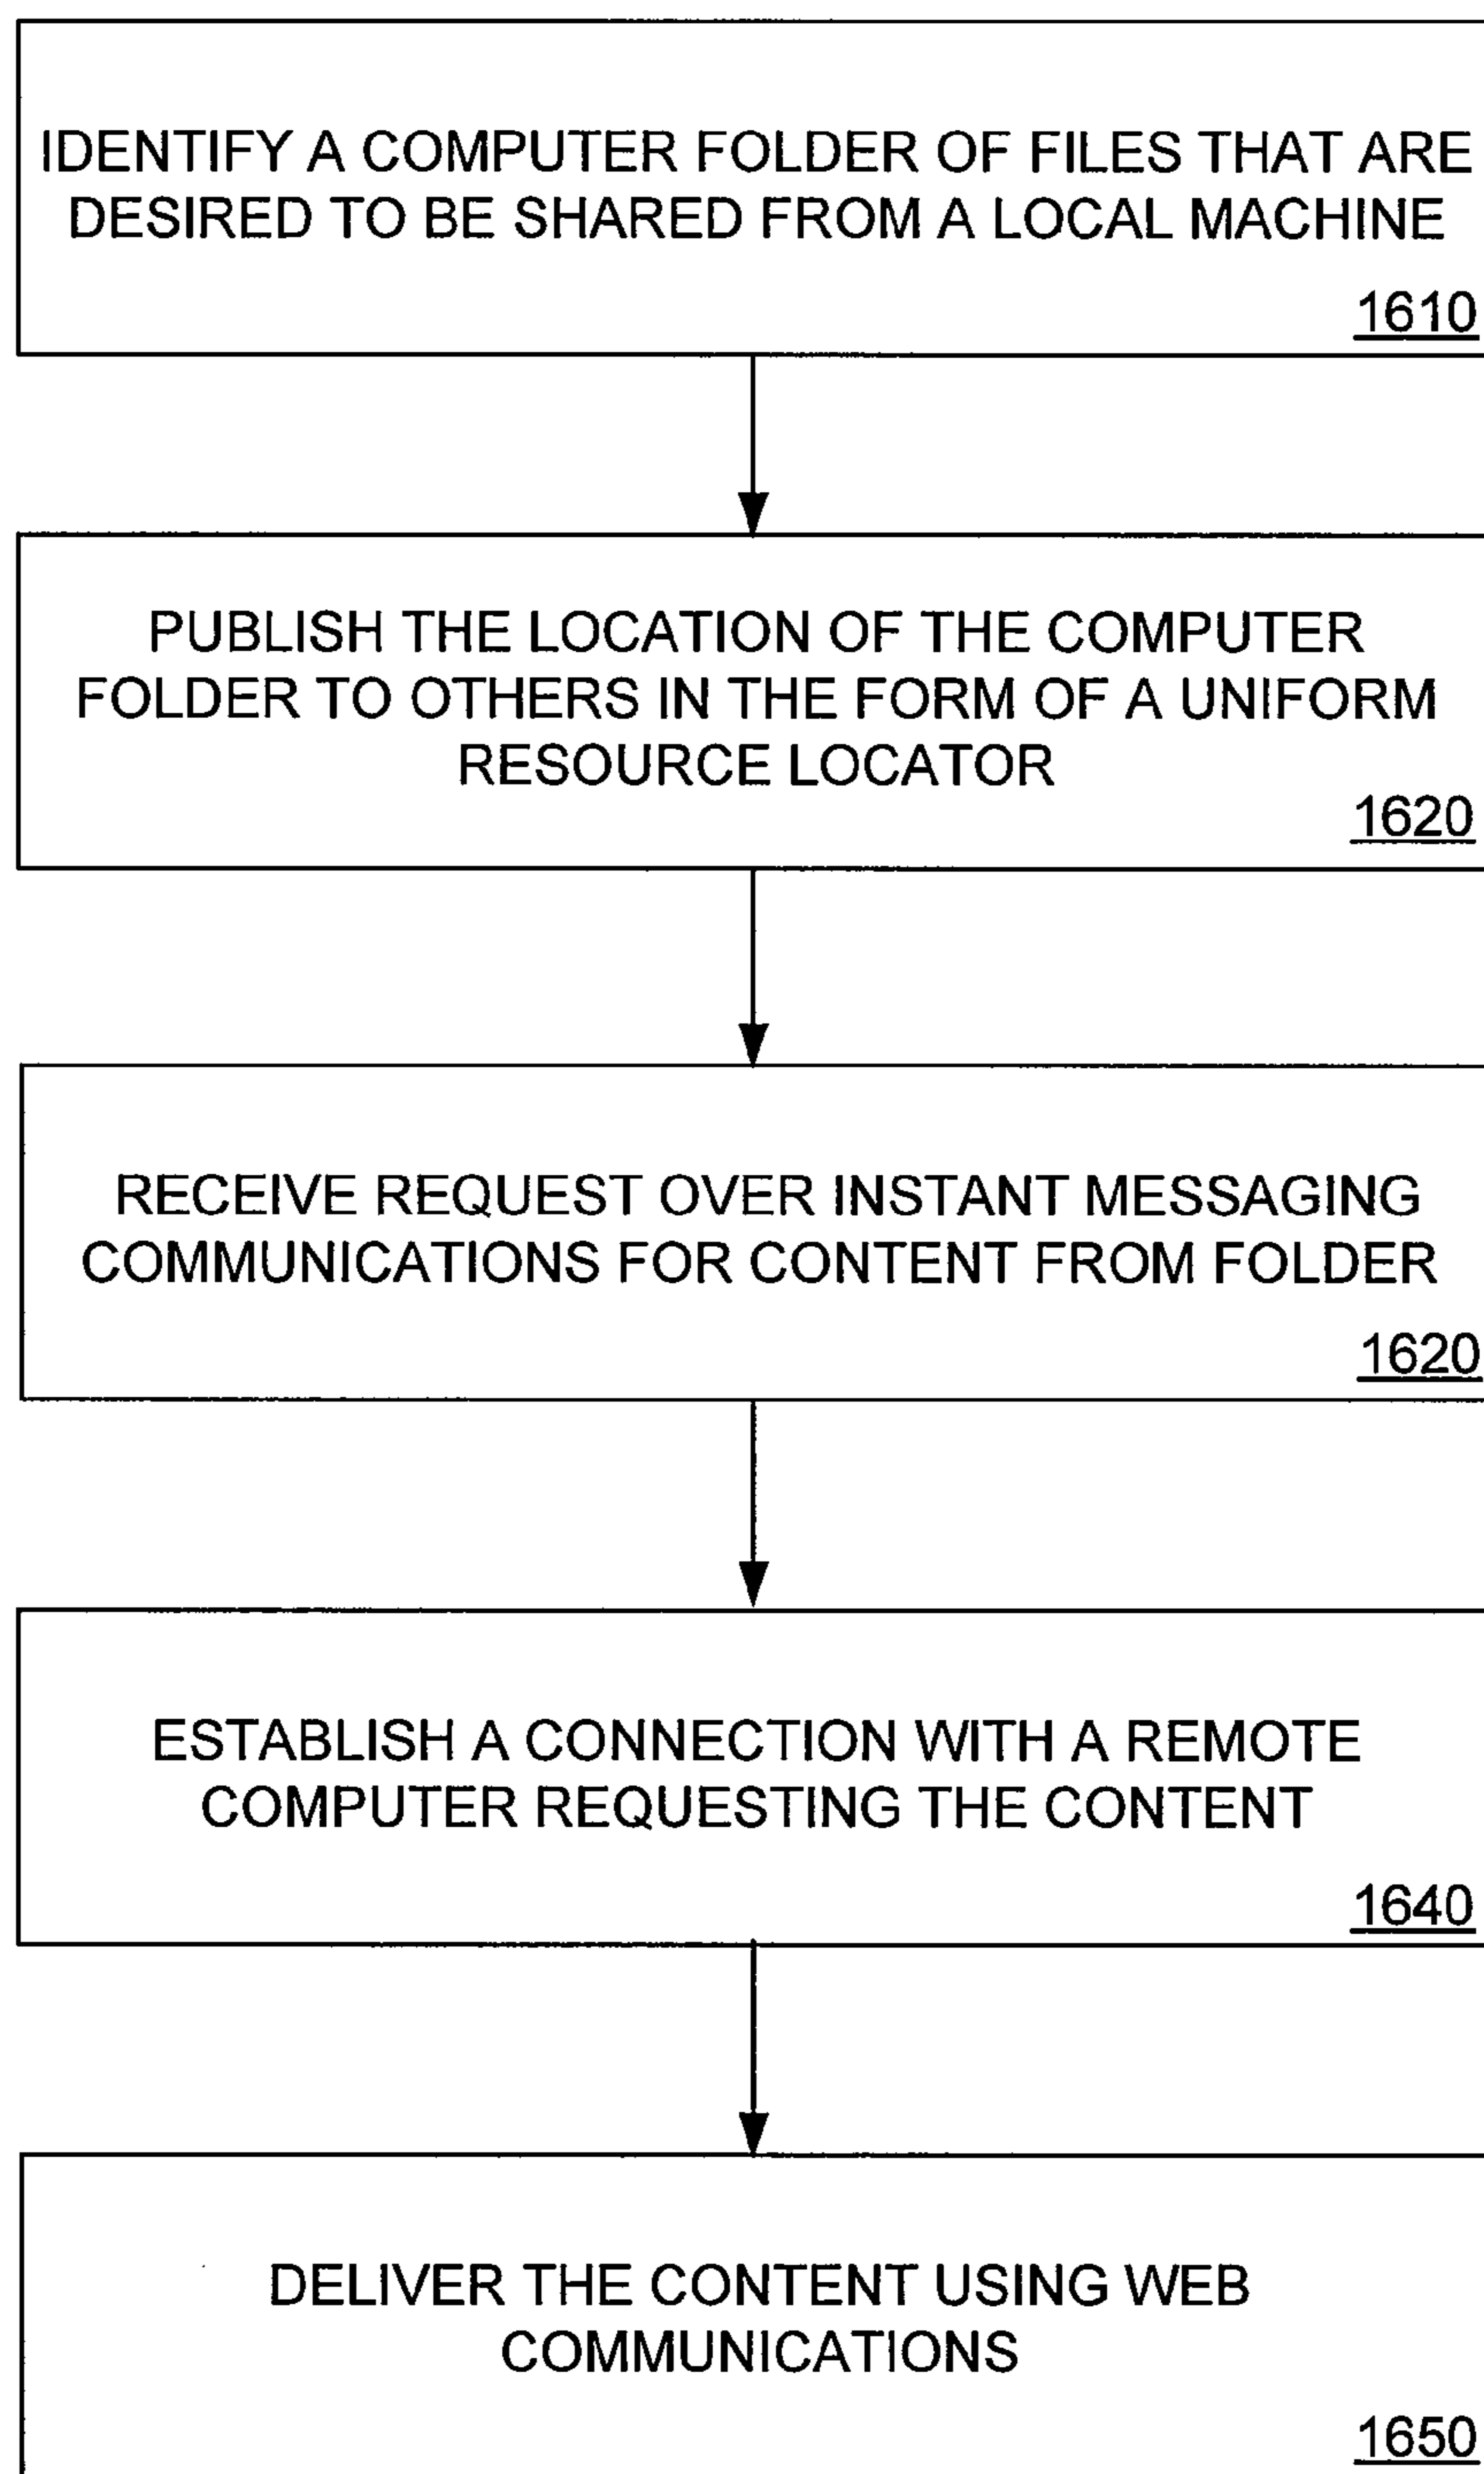 IDENTIFY A COMPUTER FOLDER OF FILES THAT ARE
DESIRED TO BE SHARED FROM A LOCAL MACHINE
1610
PUBLISH THE LOCATION OF THE COMPUTER
FOLDER TO OTHERS IN THE FORM OF A UNIFORM
RESOURCE LOCATOR
1620
RECEIVE REQUEST OVER INSTANT MESSAGING
COMMUNICATIONS FOR CONTENT FROM FOLDER
1620
ESTABLISH A CONNECTION WITH A REMOTE
COMPUTER REQUESTING THE CONTENT
1640
DELIVER THE CONTENT USING WEB
COMMUNICATIONS
1650